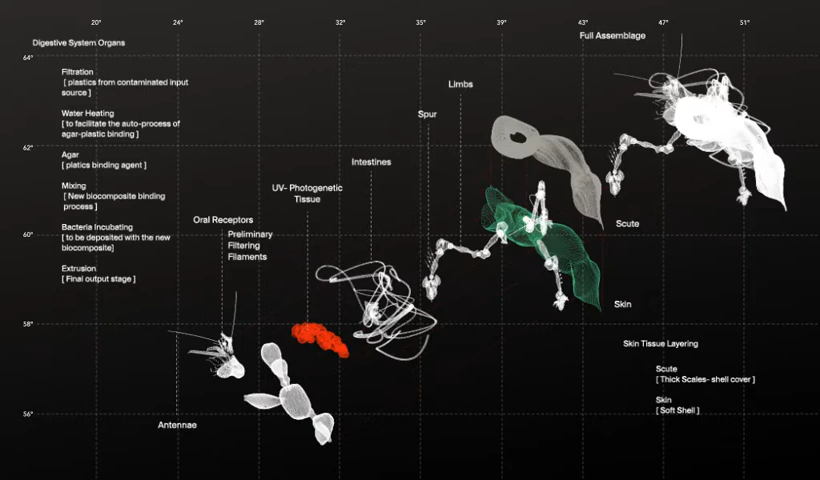 20°
24°
28°
32°
35°
39°
43°
47°
51°
Full Assemblage
Digestive System Organs
64°
Filtration
[ plastics from contaminated input
source ]
Limbs
Water Heating
[ to facilitate the auto-process of
agar-plastic binding ]
Spur
62°
Agar
[ platics binding agent ]
Intestines
Mixing
[ New biocomposite binding
process ]
UV- Photogenetic
Tissue
Oral Receptors
Preliminary
Filtering
Filaments
Scute
Bacteria Incubating
[ to be deposited with the new
biocomposite]
60°
Extrusion
[ Final output stage ]
Skin
58°
Skin Tissue Layering
Scute
[ Thick Scales- shell cover ]
Skin
[ Soft Shell ]
56°
Antennae